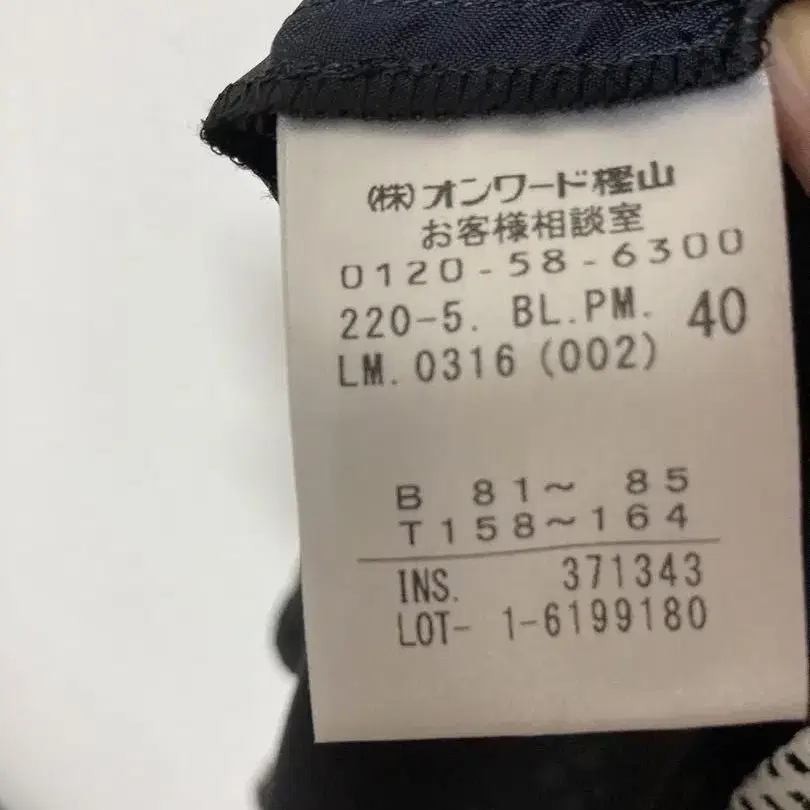 (株)オンワード樫山
お客様相談室
0120-58-6300
220-5. BL.PM. 40
LM.0316(002)
B 81〜 85
T158〜164
INS. 371343
LOT- 1-6199180